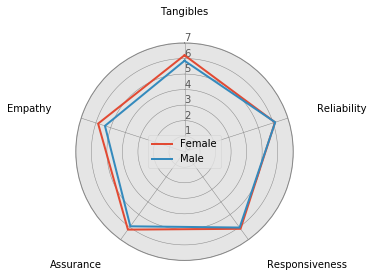 Tangibles
7
6
5
4
3
2
1
Empathy
Reliability
Female
Male
Assurance
Responsiveness